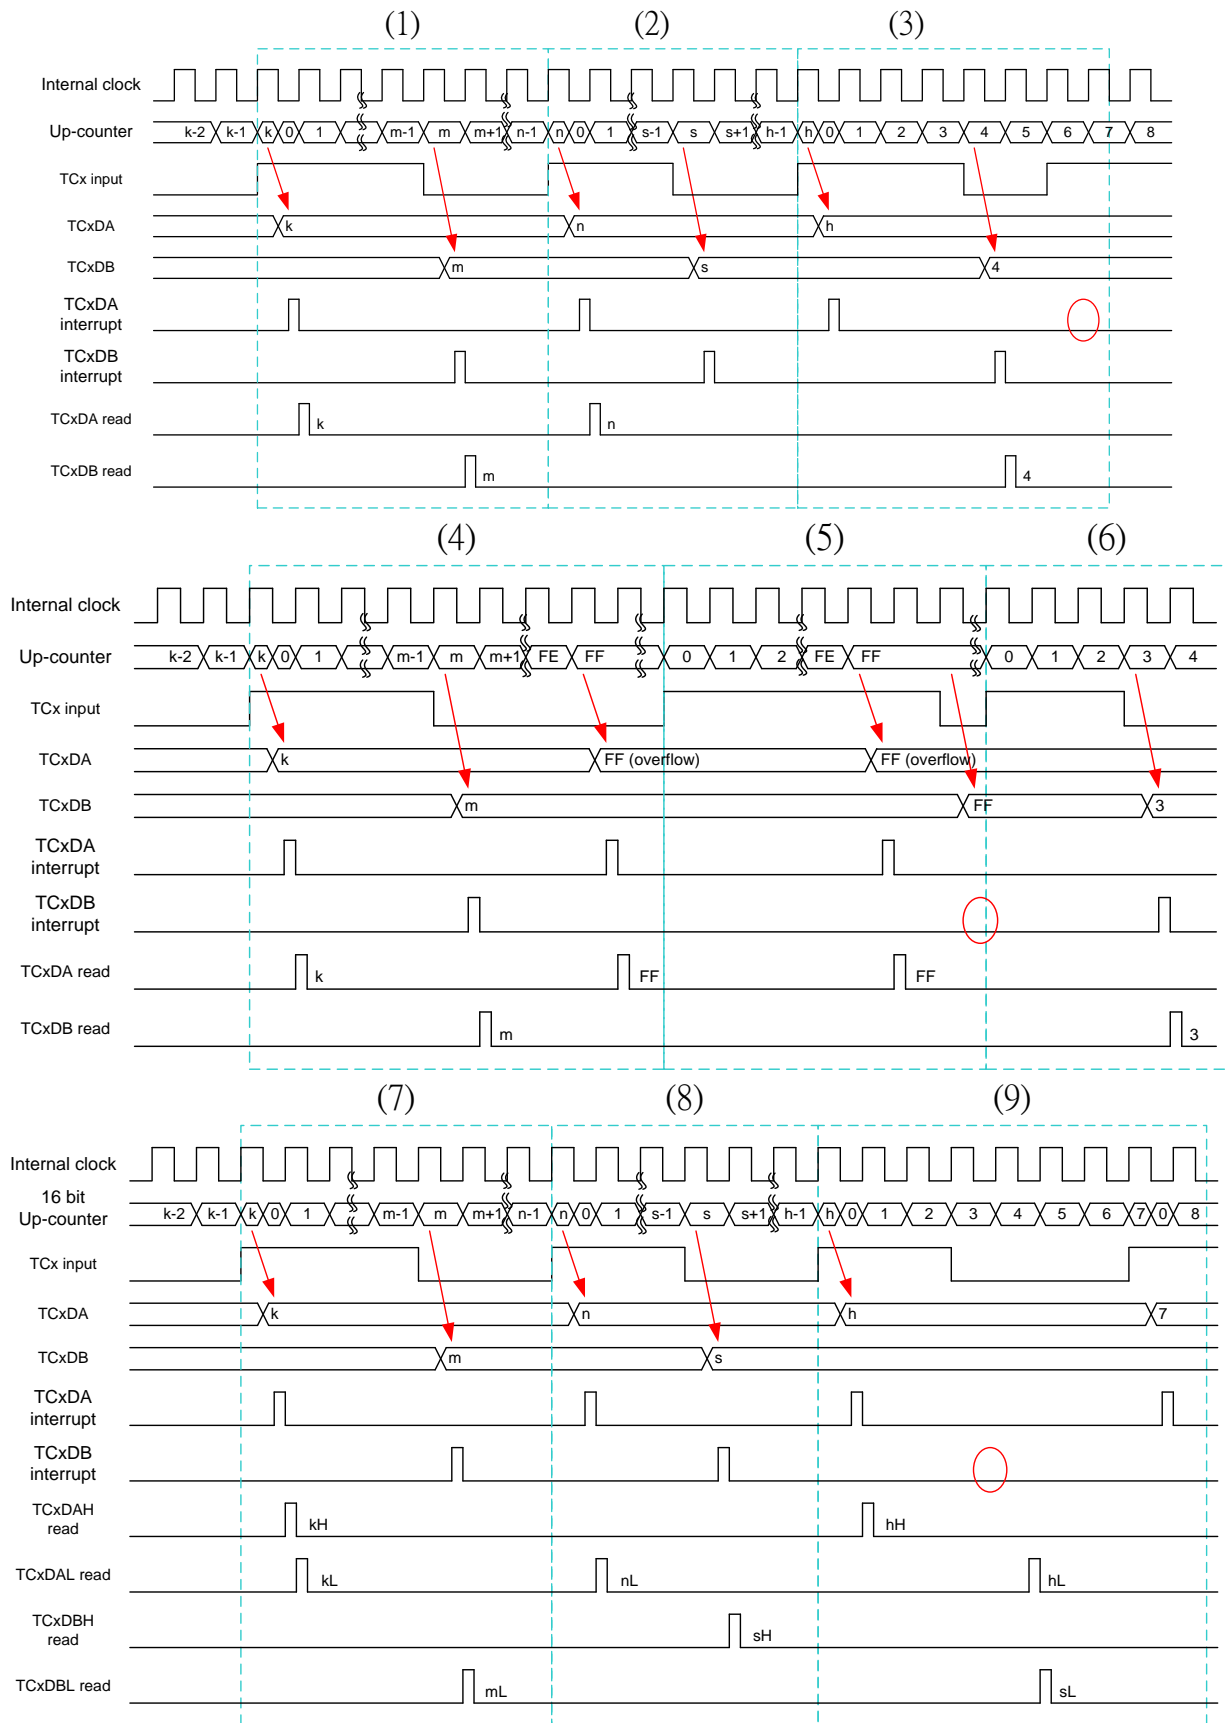 (1) (2) (3)
Internal clock
Up-counter k-2 k-1 k 0 1 m-1 m m+1 n-1 n 0 1 s-1 s s+1 h-1 h 0 1 2 3 4 5 6 7 8
TCx input
TCxDA k n h
TCxDB m s 4
TCxDA
interrupt
TCxDB
interrupt
TCxDA read k n
TCxDB read m 4
(4) (5) (6)
Internal clock
Up-counter k-2 k-1 k 0 1 m-1 m m+1 FE FF 0 1 2 FE FF 0 1 2 3 4
TCx input
TCxDA k FF (overflow) FF (overflow)
TCxDB m FF 3
TCxDA
interrupt
TCxDB
interrupt
TCxDA read k FF FF
TCxDB read m 3
(7) (8) (9)
Internal clock
16 bit
Up-counter k-2 k-1 k 0 1 m-1 m m+1 n-1 n 0 1 s-1 s s+1 h-1 h 0 1 2 3 4 5 6 7 0 8
TCx input
TCxDA k n h 7
TCxDB m s
TCxDA
interrupt
TCxDB
interrupt
TCxDAH
read kH hH
TCxDAL read kL nL hL
TCxDBH
read sH
TCxDBL read mL sL